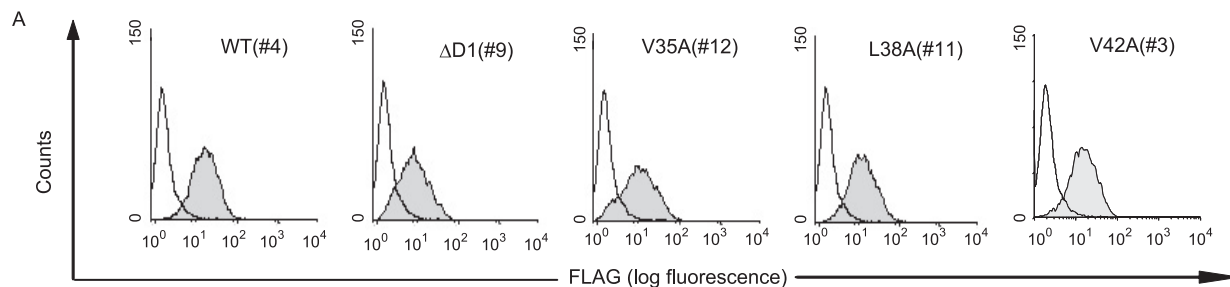 A
WT(#4)
ΔD1(#9)
V35A(#12)
L38A(#11)
V42A(#3)
150
150
150
150
150
Counts
0
0
0
0
0
10⁰ 10¹ 10² 10³ 10⁴
10⁰ 10¹ 10² 10³ 10⁴
10⁰ 10¹ 10² 10³ 10⁴
10⁰ 10¹ 10² 10³ 10⁴
10⁰ 10¹ 10² 10³ 10⁴
FLAG (log fluorescence)